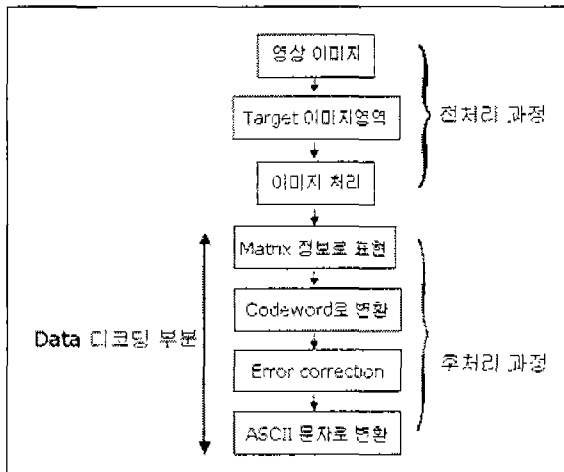 영상 이미지
Target 이미지영역
전처리 과정
이미지 처리
Matrix 정보로 표현
Codeword로 변환
Data 디코딩 부분
Error correction
후처리 과정
ASCII 문자로 변환